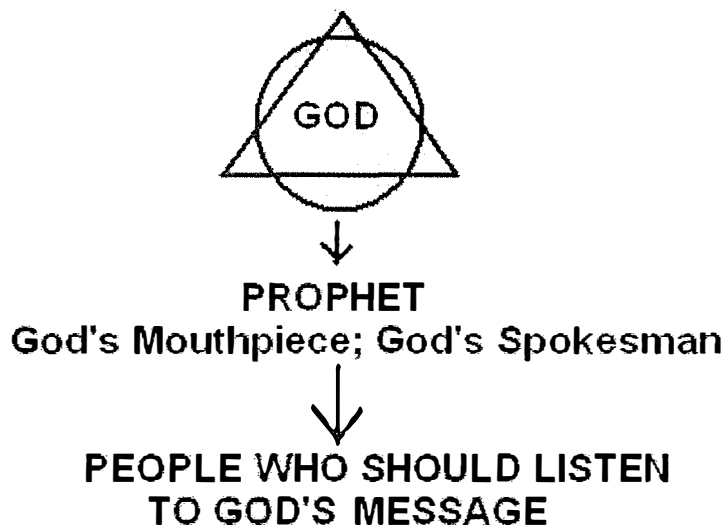 GOD
PROPHET
God's Mouthpiece; God's Spokesman
PEOPLE WHO SHOULD LISTEN
TO GOD'S MESSAGE